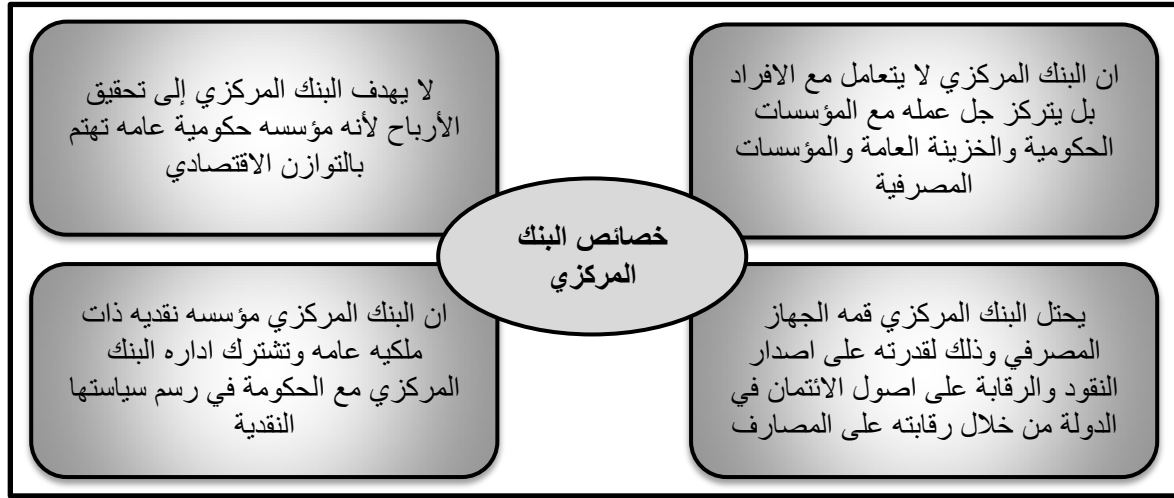 ان البنك المركزي لا يتعامل مع الافراد
بل يتركز جل عمله مع المؤسسات
الحكومية والخزينة العامة والمؤسسات
المصرفية
لا يهدف البنك المركزي إلى تحقيق
الأرباح لأنه مؤسسه حكومية عامه تهتم
بالتوازن الاقتصادي
خصائص البنك
المركزي
يحتل البنك المركزي قمه الجهاز
المصرفي وذلك لقدرته على اصدار
النقود والرقابة على اصول الائتمان في
الدولة من خلال رقابته على المصارف
ان البنك المركزي مؤسسه نقديه ذات
ملكيه عامه وتشترك اداره البنك
المركزي مع الحكومة في رسم سياستها
النقدية